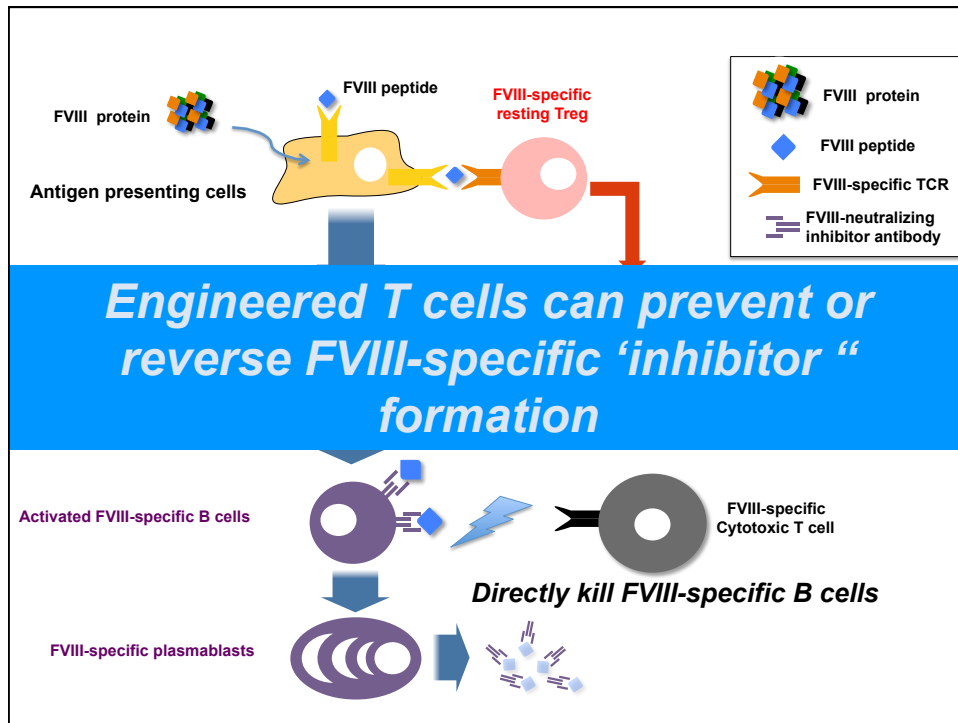 FVIII protein
FVIII peptide
FVIII-specific
resting Treg
Antigen presenting cells
FVIII protein
FVIII peptide
FVIII-specific TCR
FVIII-neutralizing
inhibitor antibody
Engineered T cells can prevent or
reverse FVIII-specific ‘inhibitor “
formation
Activated FVIII-specific B cells
FVIII-specific
Cytotoxic T cell
Directly kill FVIII-specific B cells
FVIII-specific plasmablasts